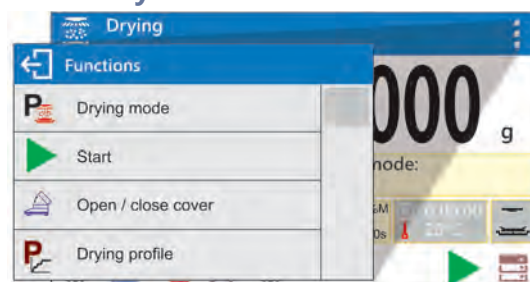 Drying
Functions
000
g
P Drying mode
mode:
Start
Open / close cover
P Drying profile